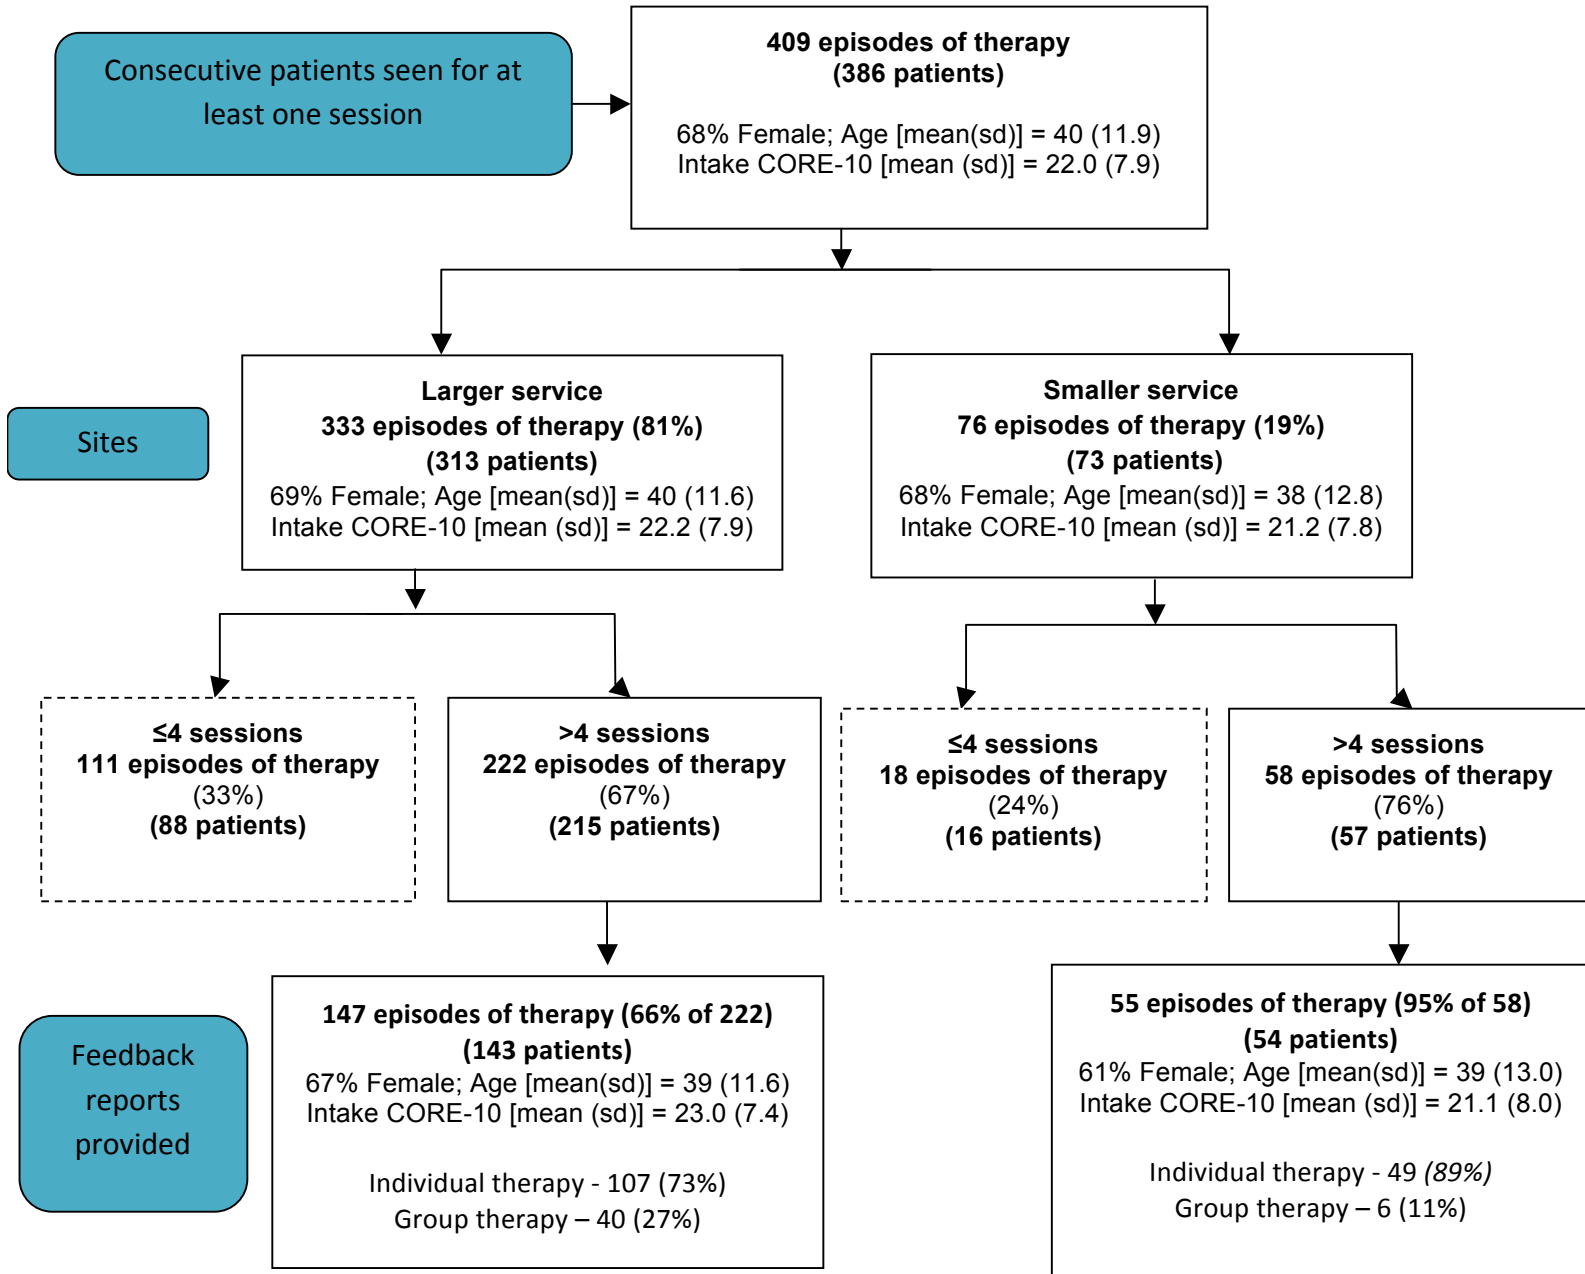 Consecutive patients seen for at
least one session
409 episodes of therapy
(386 patients)
68% Female; Age [mean(sd)] = 40 (11.9)
Intake CORE-10 [mean (sd)] = 22.0 (7.9)
Sites
Larger service
333 episodes of therapy (81%)
(313 patients)
69% Female; Age [mean(sd)] = 40 (11.6)
Intake CORE-10 [mean (sd)] = 22.2 (7.9)
Smaller service
76 episodes of therapy (19%)
(73 patients)
68% Female; Age [mean(sd)] = 38 (12.8)
Intake CORE-10 [mean (sd)] = 21.2 (7.8)
≤4 sessions
111 episodes of therapy
(33%)
(88 patients)
>4 sessions
222 episodes of therapy
(67%)
(215 patients)
≤4 sessions
18 episodes of therapy
(24%)
(16 patients)
>4 sessions
58 episodes of therapy
(76%)
(57 patients)
Feedback
reports
provided
147 episodes of therapy (66% of 222)
(143 patients)
67% Female; Age [mean(sd)] = 39 (11.6)
Intake CORE-10 [mean (sd)] = 23.0 (7.4)
Individual therapy - 107 (73%)
Group therapy – 40 (27%)
55 episodes of therapy (95% of 58)
(54 patients)
61% Female; Age [mean(sd)] = 39 (13.0)
Intake CORE-10 [mean (sd)] = 21.1 (8.0)
Individual therapy - 49 (89%)
Group therapy – 6 (11%)